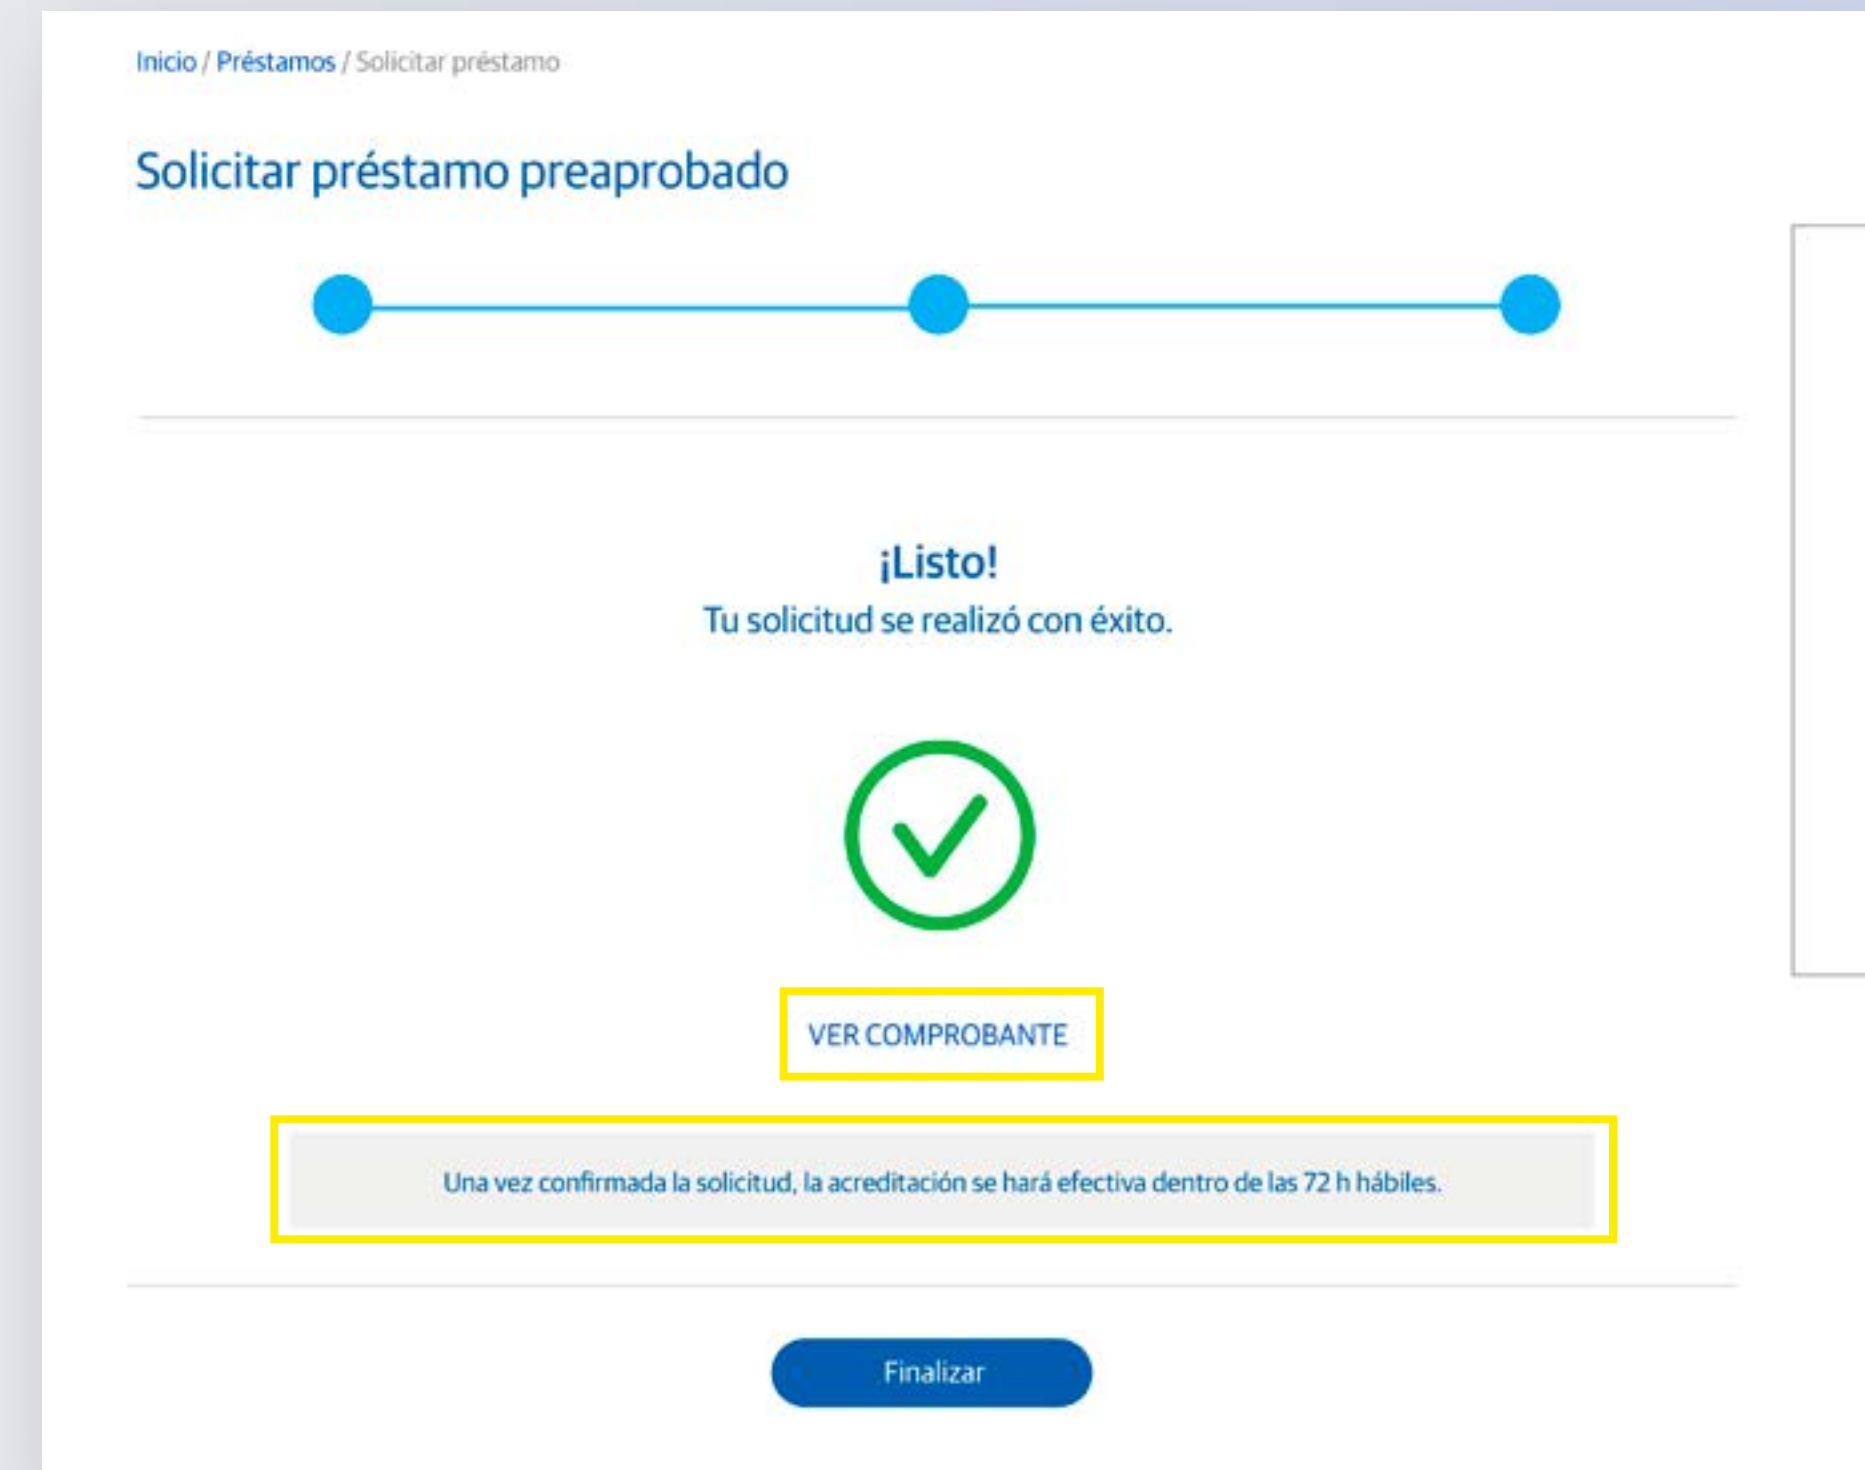 Inicio / Préstamos / Solicitar préstamo
Solicitar préstamo preaprobado
¡Listo!
Tu solicitud se realizó con éxito.
VER COMPROBANTE
Una vez confirmada la solicitud, la acreditación se hará efectiva dentro de las 72 h hábiles.
Finalizar